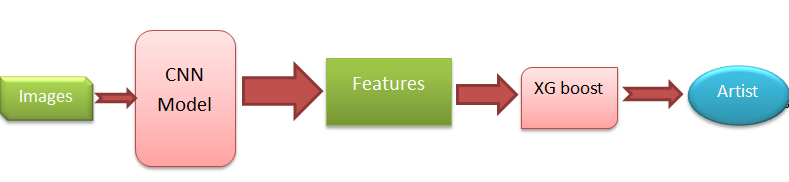 Images
CNN
Model
Features
XG boost
Artist